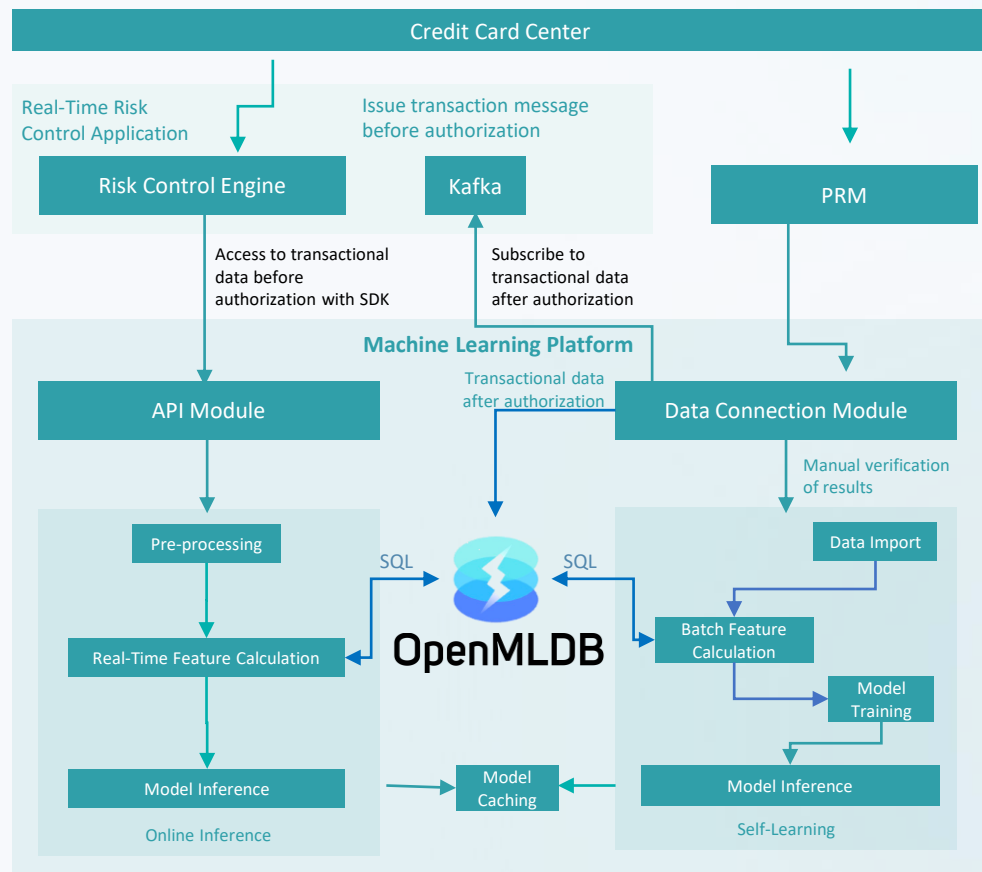 Credit Card Center
Real-Time Risk
Control Application
Issue transaction message
before authorization
Risk Control Engine
Kafka
PRM
Access to transactional
data before
authorization with SDK
Subscribe to
transactional data
after authorization
Machine Learning Platform
Transactional data
after authorization
API Module
Data Connection Module
Manual verification
of results
Pre-processing
Data Import
SQL
SQL
OpenMLDB
Real-Time Feature Calculation
Batch Feature
Calculation
Model
Training
Model Inference
Model
Caching
Model Inference
Online Inference
Self-Learning